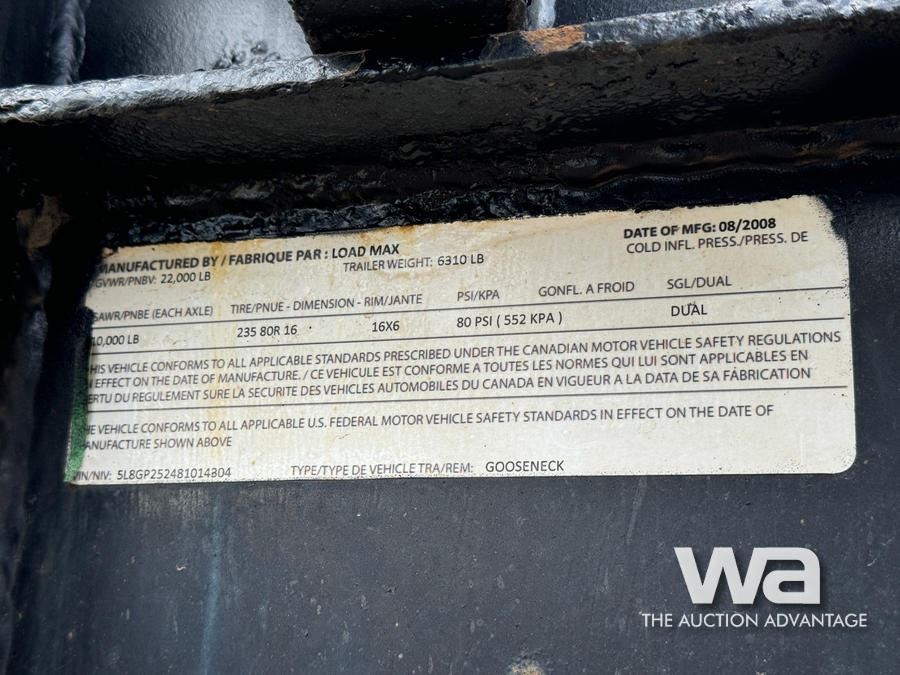 MANUFACTURED BY / FABRIQUE PAR : LOAD MAX
DATE OF MFG: 08/2008
GVWR/PNBV: 22,000 LB
TRAILER WEIGHT: 6310 LB
COLD INFL. PRESS./PRESS. DE
GAWR/PNBE (EACH AXLE) TIRE/PNUE - DIMENSION - RIM/JANTE PSI/KPA GONFL. A FROID SGL/DUAL
10,000 LB 235 80R 16 16X6 80 PSI ( 552 KPA ) DUAL
THIS VEHICLE CONFORMS TO ALL APPLICABLE STANDARDS PRESCRIBED UNDER THE CANADIAN MOTOR VEHICLE SAFETY REGULATIONS
IN EFFECT ON THE DATE OF MANUFACTURE. / CE VEHICULE EST CONFORME A TOUTES LES NORMES QUI LUI SONT APPLICABLES EN
ERTU DU REGULEMENT SURE LA SECURITE DES VEHICLES AUTOMOBILES DU CANADA EN VIGUEUR A LA DATA DE SA FÁBRICATION
HE VEHICLE CONFORMS TO ALL APPLICABLE U.S. FEDERAL MOTOR VEHICLE SAFETY STANDARDS IN EFFECT ON THE DATE OF
ANUFACTURE SHOWN ABOVE
VIN/NIV: 5L8GP252481014804 TYPE/TYPE DE VEHICLE TRA/REM: GOOSENECK
wa
THE AUCTION ADVANTAGE